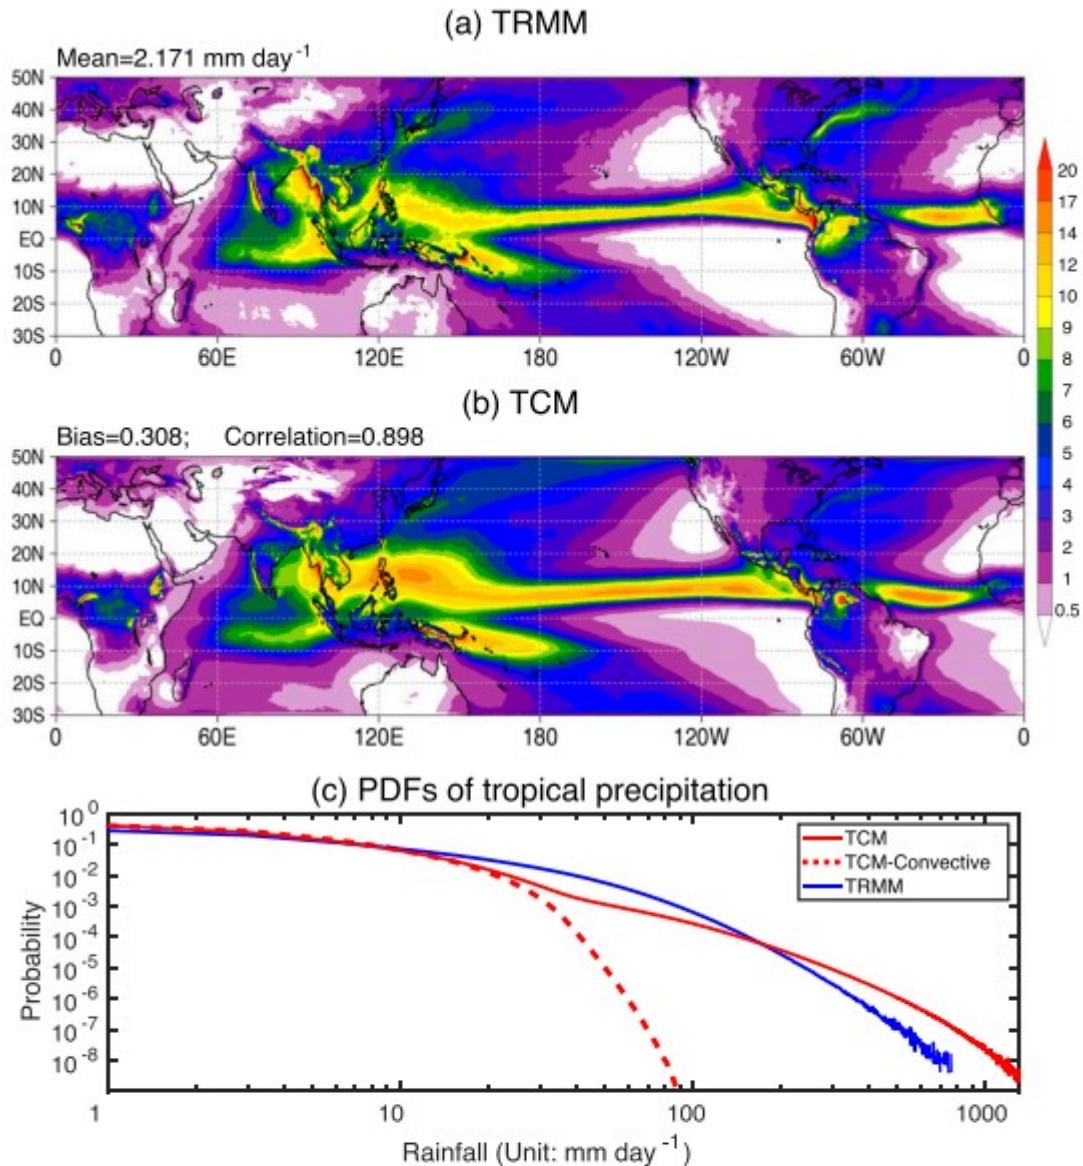 (a) TRMM
Mean=2.171 mm day⁻¹
50N
40N
30N
20N
10N
EQ
10S
20S
30S
0 60E 120E 180 120W 60W 0
20
17
14
12
10
9
8
7
6
5
4
3
2
1
0.5
(b) TCM
Bias=0.308; Correlation=0.898
50N
40N
30N
20N
10N
EQ
10S
20S
30S
0 60E 120E 180 120W 60W 0
(c) PDFs of tropical precipitation
Probability
10⁰
10⁻¹
10⁻²
10⁻³
10⁻⁴
10⁻⁵
10⁻⁶
10⁻⁷
10⁻⁸
TCM
TCM-Convective
TRMM
1 10 100 1000
Rainfall (Unit: mm day⁻¹)